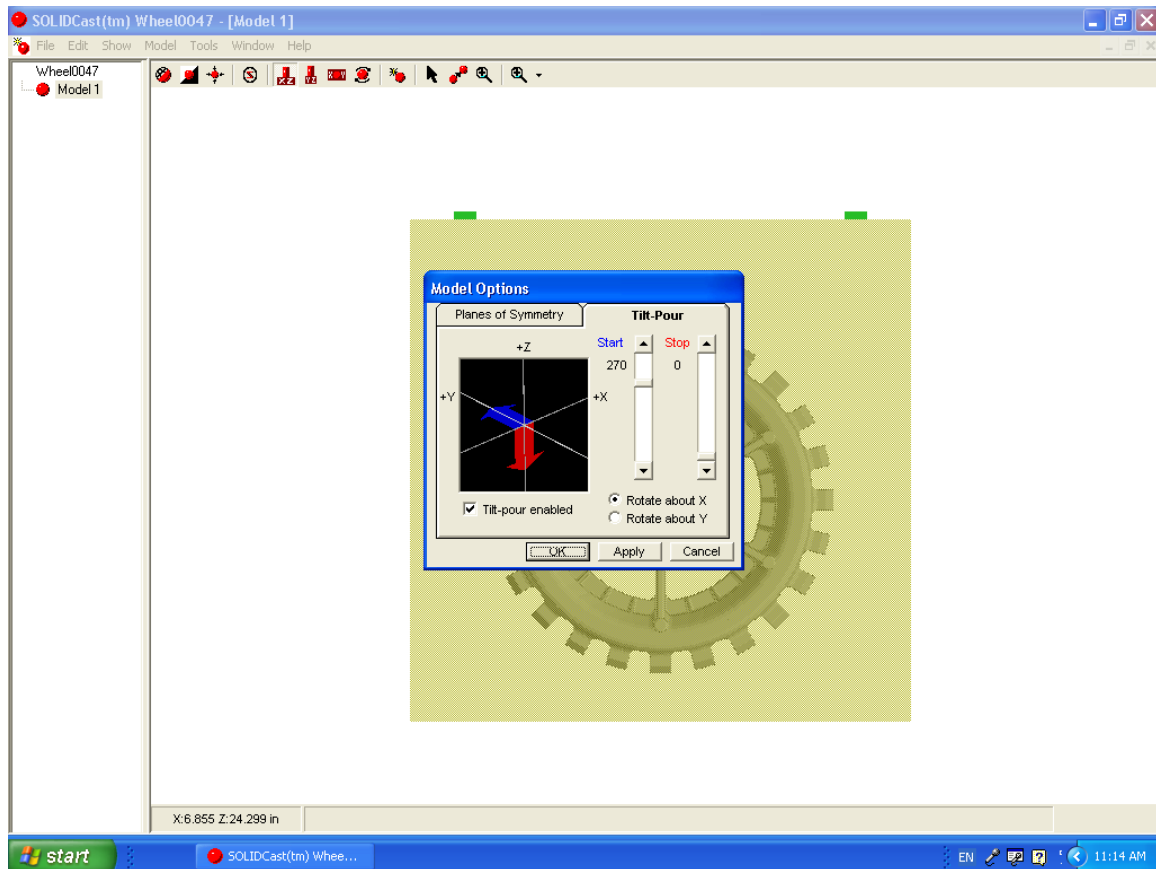 SOLIDCast(tm) Wheel0047 - [Model 1]
File Edit Show Model Tools Window Help
Wheel0047
Model 1
Model Options
Planes of Symmetry
Tilt-Pour
+Z
Start
Stop
270
0
+Y
+X
Tilt-pour enabled
Rotate about X
Rotate about Y
OK
Apply
Cancel
X:6.855 Z:24.299 in
start
SOLIDCast(tm) Whee...
EN
11:14 AM